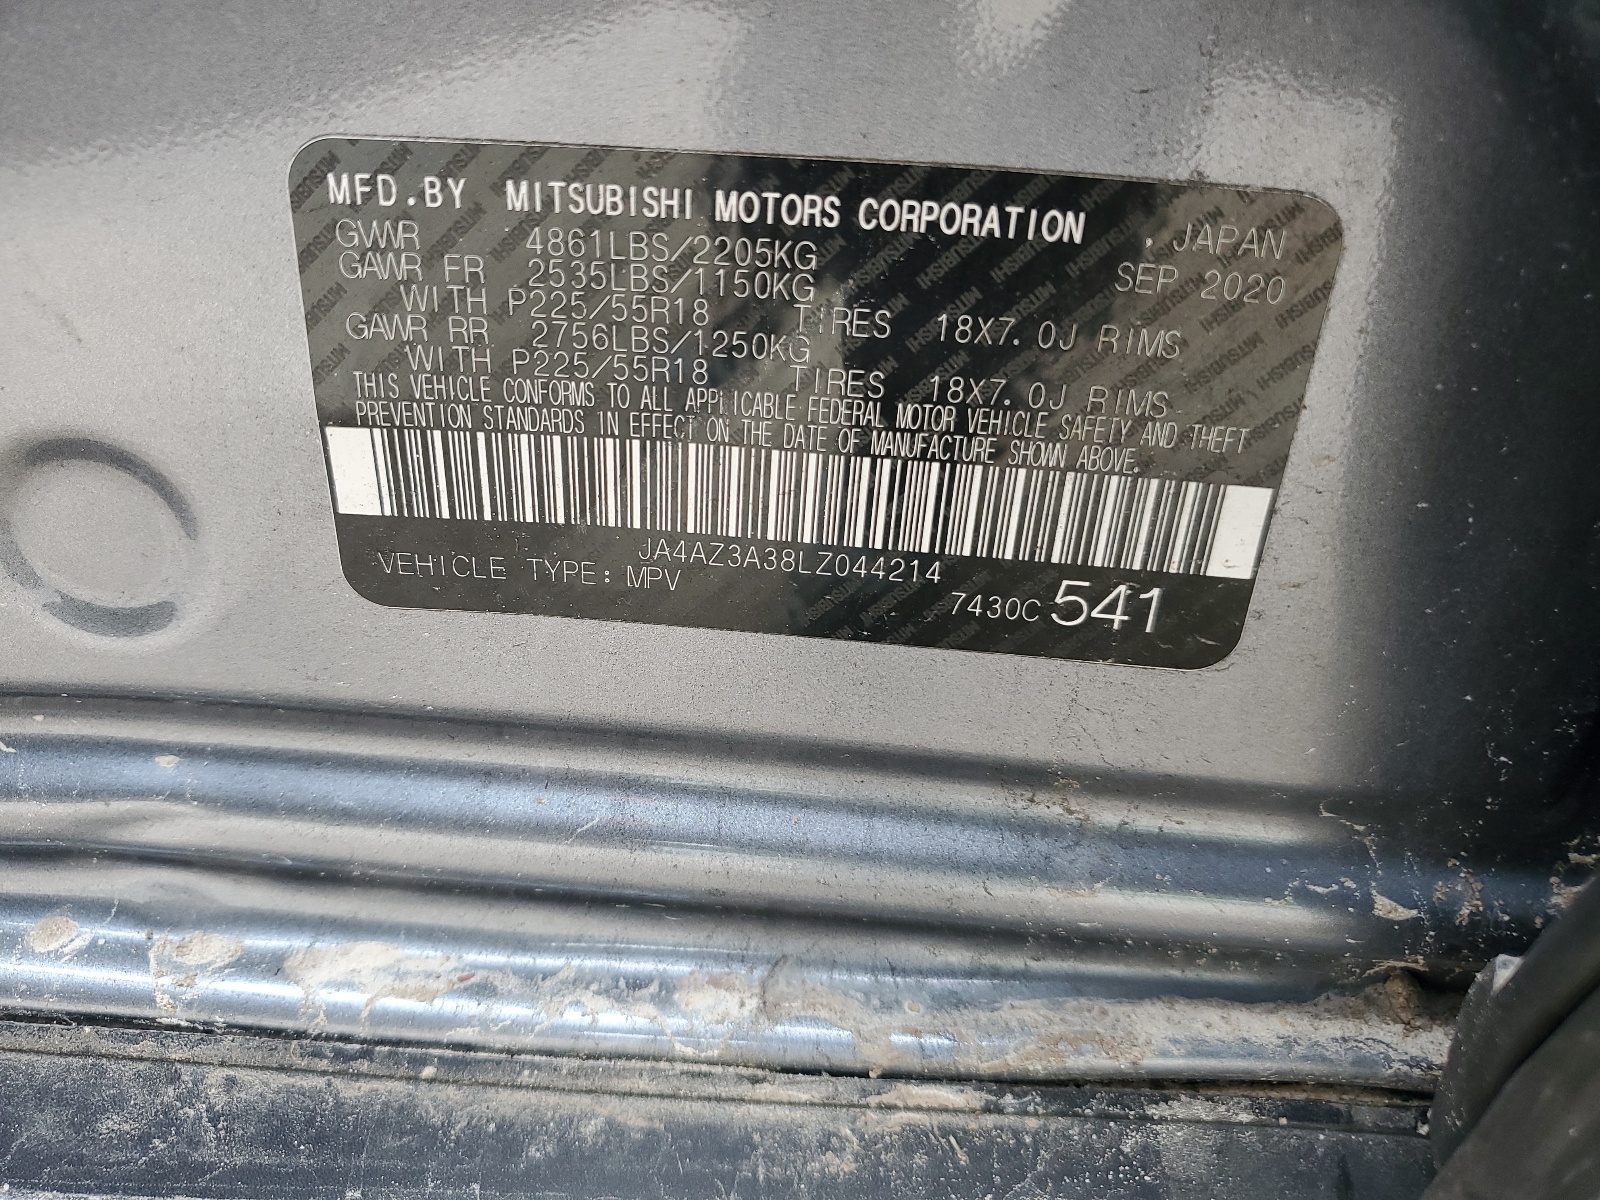 MFD.BY MITSUBISHI MOTORS CORPORATION , JAPAN
GVWR 4861LBS/2205KG SEP 2020
GAWR FR 2535LBS/1150KG
WITH P225/55R18 TIRES 18X7.0J RIMS
GAWR RR 2756LBS/1250KG
WITH P225/55R18 TIRES 18X7.0J RIMS
THIS VEHICLE CONFORMS TO ALL APPLICABLE FEDERAL MOTOR VEHICLE SAFETY AND THEFT
PREVENTION STANDARDS IN EFFECT ON THE DATE OF MANUFACTURE SHOWN ABOVE.
JA4AZ3A38LZ044214
VEHICLE TYPE: MPV
7430C 541